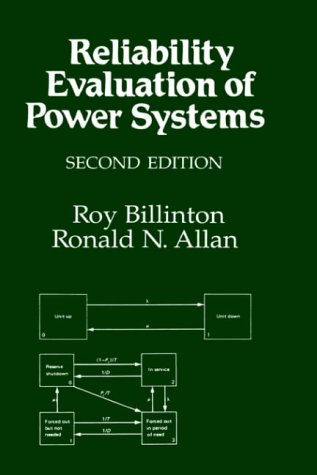 Reliability
Evaluation of
Power Systems
SECOND EDITION
Roy Billinton
Ronald N. Allan
λ
Unit up
0
Unit down
1
μ
Reserve
shutdown
0
(1-Pₛ)/T
1/D
In service
2
Pₛ/T
μ
μ
λ
Forced out
but not
needed
1
1/T
1/D
Forced out
in period
of need
3